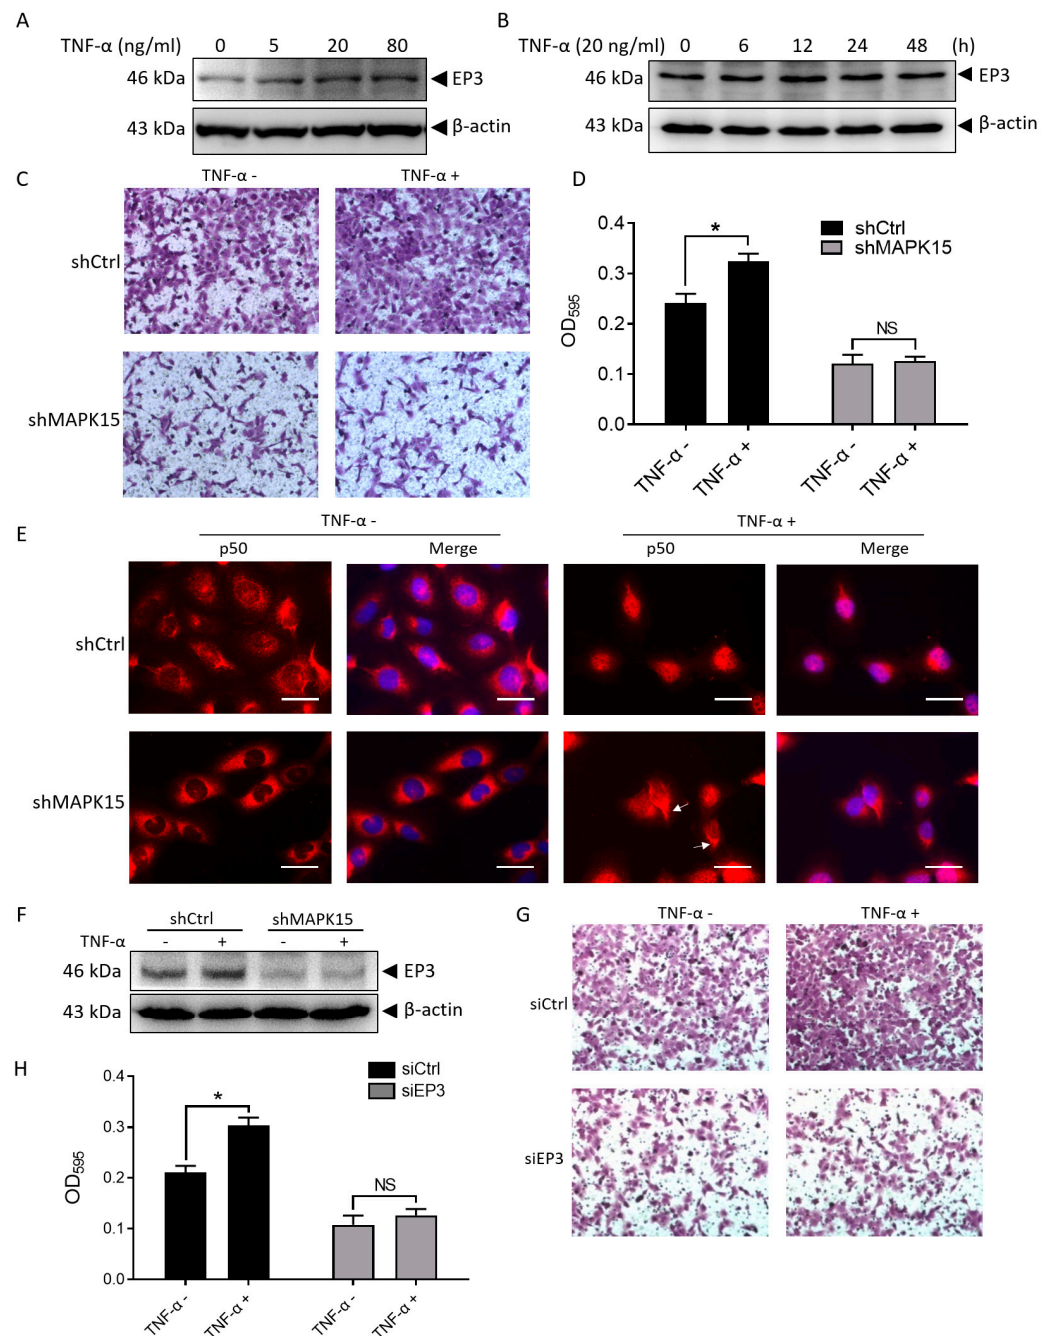 A
TNF-α (ng/ml) 0 5 20 80
46 kDa EP3
43 kDa β-actin
B
TNF-α (20 ng/ml) 0 6 12 24 48 (h)
46 kDa EP3
43 kDa β-actin
C
TNF-α - TNF-α +
shCtrl
shMAPK15
D
shCtrl
shMAPK15
0.4
0.3
0.2
0.1
0.0
OD595
*
NS
TNF-α - TNF-α + TNF-α - TNF-α +
E
TNF-α - TNF-α +
p50 Merge p50 Merge
shCtrl
shMAPK15
F
shCtrl shMAPK15
TNF-α - + - +
46 kDa EP3
43 kDa β-actin
G
TNF-α - TNF-α +
siCtrl
siEP3
H
siCtrl
siEP3
0.4
0.3
0.2
0.1
0.0
OD595
*
NS
TNF-α - TNF-α + TNF-α - TNF-α +